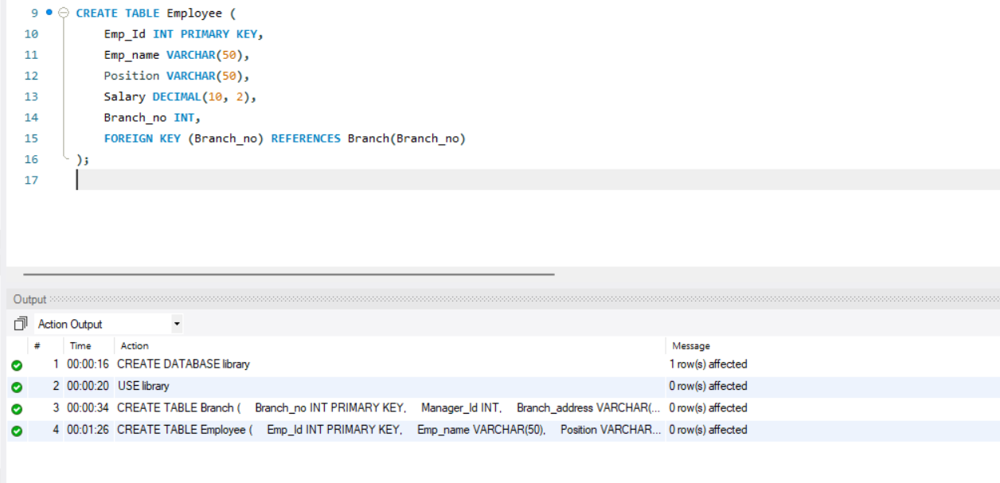 9 CREATE TABLE Employee (
10 Emp_Id INT PRIMARY KEY,
11 Emp_name VARCHAR(50),
12 Position VARCHAR(50),
13 Salary DECIMAL(10, 2),
14 Branch_no INT,
15 FOREIGN KEY (Branch_no) REFERENCES Branch(Branch_no)
16 );
17
Output
Action Output
# Time Action Message
1 00:00:16 CREATE DATABASE library 1 row(s) affected
2 00:00:20 USE library 0 row(s) affected
3 00:00:34 CREATE TABLE Branch ( Branch_no INT PRIMARY KEY, Manager_Id INT, Branch_address VARCHAR(... 0 row(s) affected
4 00:01:26 CREATE TABLE Employee ( Emp_Id INT PRIMARY KEY, Emp_name VARCHAR(50), Position VARCHAR... 0 row(s) affected